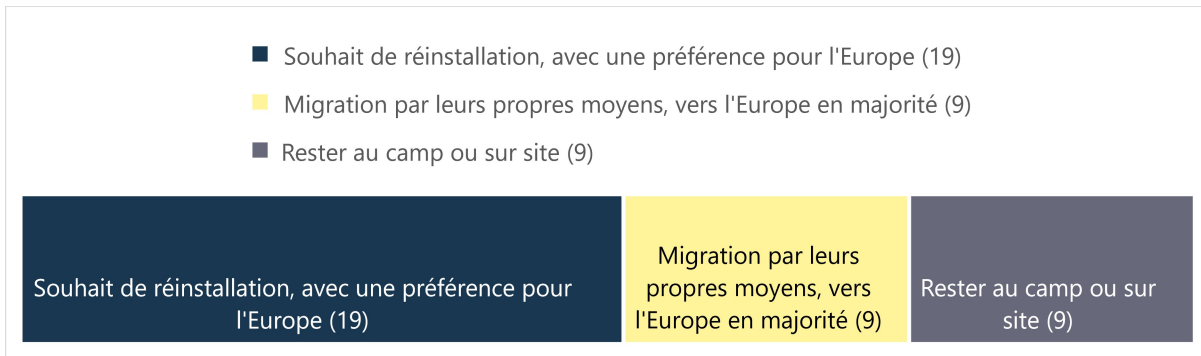 Souhait de réinstallation, avec une préférence pour l'Europe (19)
Migration par leurs propres moyens, vers l'Europe en majorité (9)
Rester au camp ou sur site (9)
Souhait de réinstallation, avec une préférence pour
l'Europe (19)
Migration par leurs
propres moyens, vers
l'Europe en majorité (9)
Rester au camp ou sur
site (9)